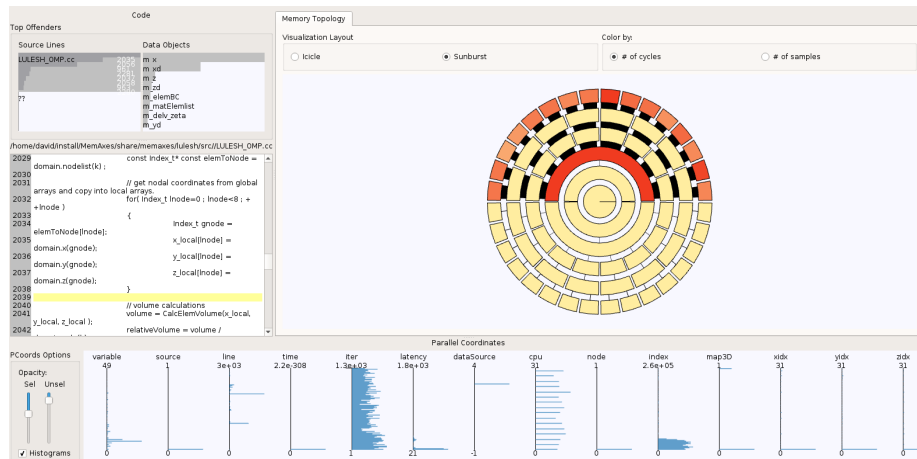 Code
Top Offenders
Source Lines
Data Objects
LULESH_OMP.cc
??
m_x
m_xd
m_z
m_zd
m_elemBC
m_matElemlist
m_delv_zeta
m_yd
/home/david/install/MemAxes/share/memaxes/lulesh/src//LULESH_OMP.cc
2029 const Index_t* const elemToNode =
domain.nodelist(k) ;
2030
2031 // get nodal coordinates from global
arrays and copy into local arrays.
2032 for( Index_t lnode=0 ; lnode<8 ; +
+lnode )
2033 {
2034 Index_t gnode =
elemToNode[lnode];
2035 x_local[lnode] =
domain.x(gnode);
2036 y_local[lnode] =
domain.y(gnode);
2037 z_local[lnode] =
domain.z(gnode);
2038 }
2039
2040 // volume calculations
2041 volume = CalcElemVolume(x_local,
y_local, z_local );
2042 relativeVolume = volume /
Memory Topology
Visualization Layout
Icicle
Sunburst
Color by:
# of cycles
# of samples
Parallel Coordinates
PCoords Options
Opacity:
Sel Unsel
Histograms
variable source line time iter latency dataSource cpu node index map3D xidx yidx zidx
49 1 3e+03 2.2e-308 1.3e+03 1.8e+03 4 31 1 2.6e+05 1 31 31 31
0 0 0 0 1 21 -1 0 0 0 0 0 0 0